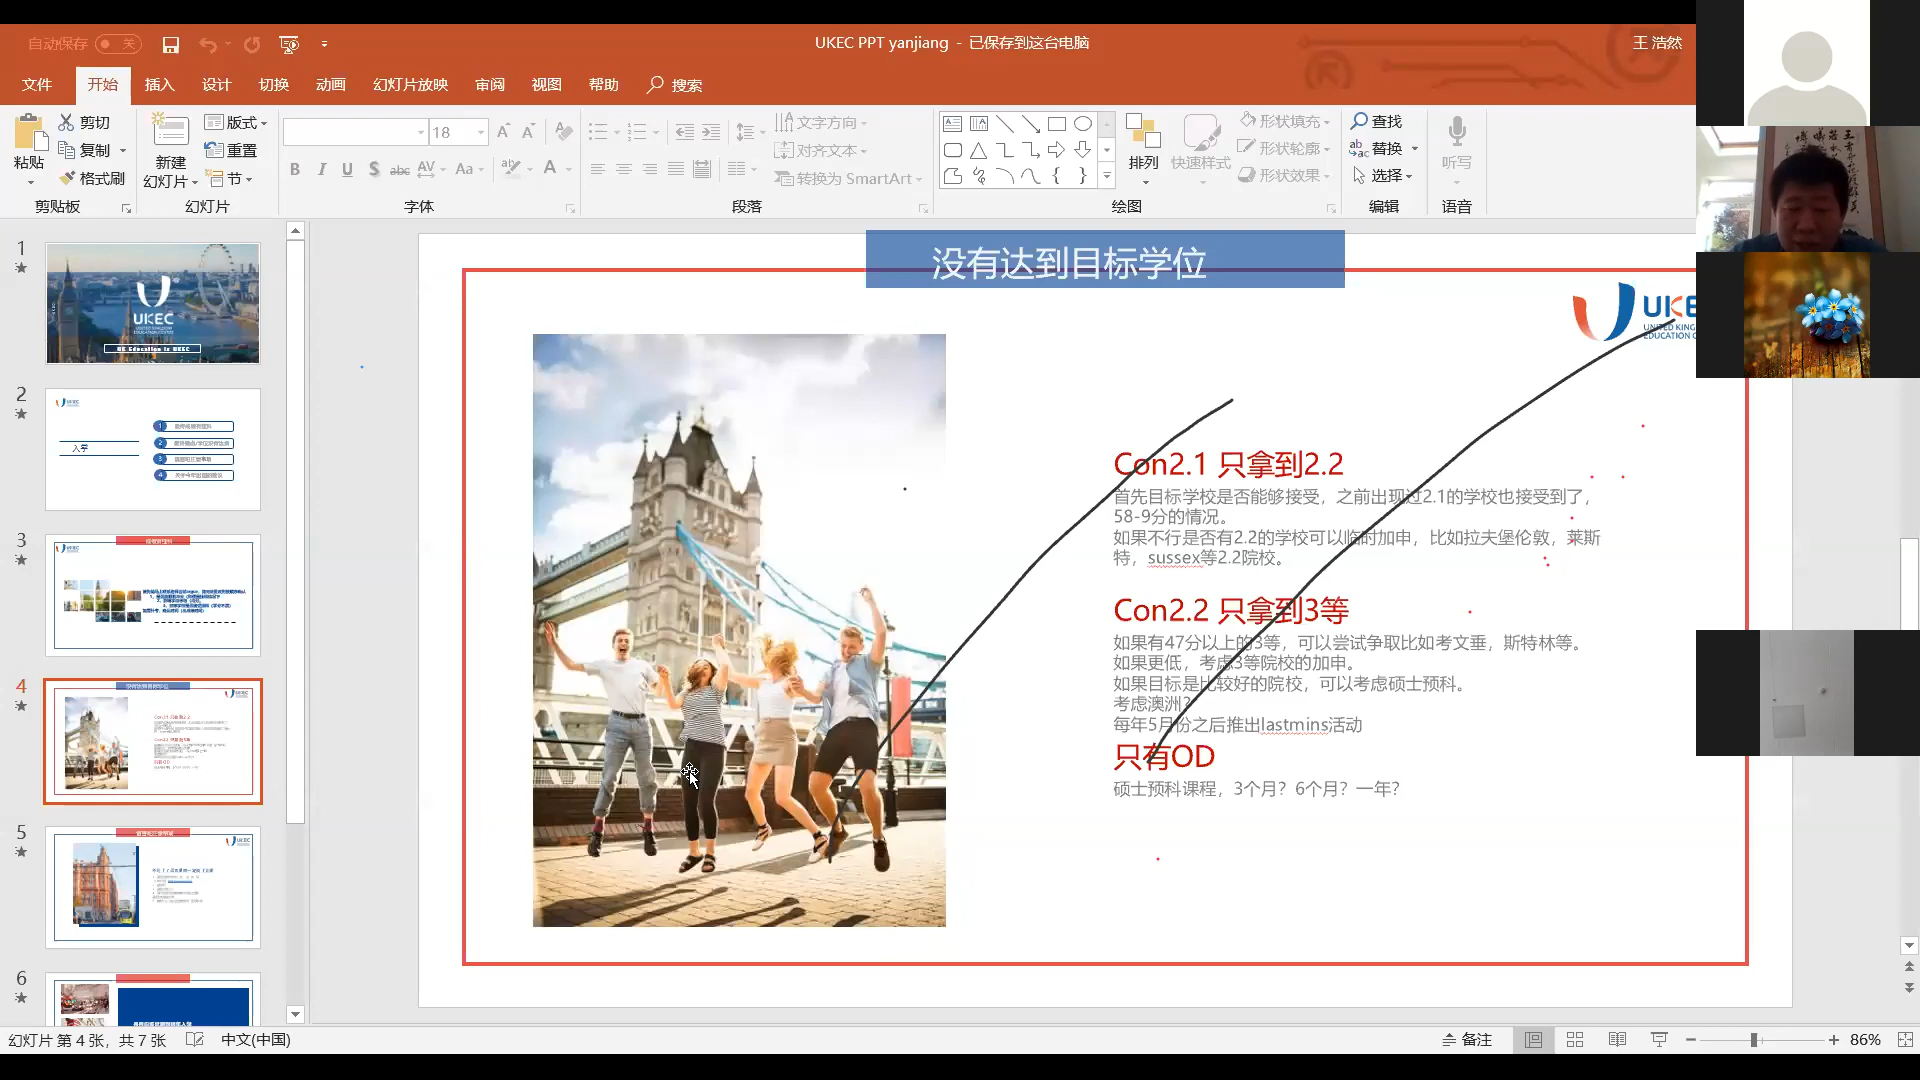 自动保存 关
UKEC PPT yanjiang - 已保存到这台电脑
王 浩然
文件 开始 插入 设计 切换 动画 幻灯片放映 审阅 视图 帮助 搜索
粘贴
剪切
复制
格式刷
剪贴板
新建
幻灯片
版式
重置
节
幻灯片
18
B I U S abc AV Aa A
字体
文字方向
对齐文本
转换为 SmartArt
段落
排列
快速样式
形状填充
形状轮廓
形状效果
绘图
查找
替换
选择
编辑
听写
语音
1
UKEC
UK Education is UKEC
2
入学
3
4
5
6
没有达到目标学位
Con2.1 只拿到2.2
首先目标学校是否能够接受，之前出现过2.1的学校也接受到了，
58-9分的情况。
如果不行是否有2.2的学校可以临时加申，比如拉夫堡伦敦，莱斯
特，sussex等2.2院校。
Con2.2 只拿到3等
如果有47分以上的3等，可以尝试争取比如考文垂，斯特林等。
如果更低，考虑3等院校的加申。
如果目标是比较好的院校，可以考虑硕士预科。
考虑澳洲？
每年5月份之后推出lastmins活动
只有OD
硕士预科课程，3个月？6个月？一年？
幻灯片 第 4 张，共 7 张 中文(中国)
备注
86%